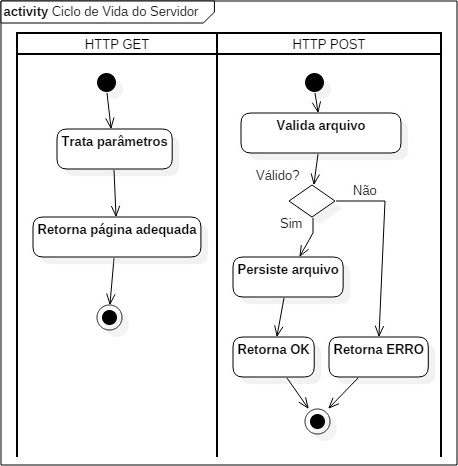 activity Ciclo de Vida do Servidor
HTTP GET
HTTP POST
Trata parâmetros
Retorna página adequada
Valida arquivo
Válido?
Não
Sim
Persiste arquivo
Retorna OK
Retorna ERRO